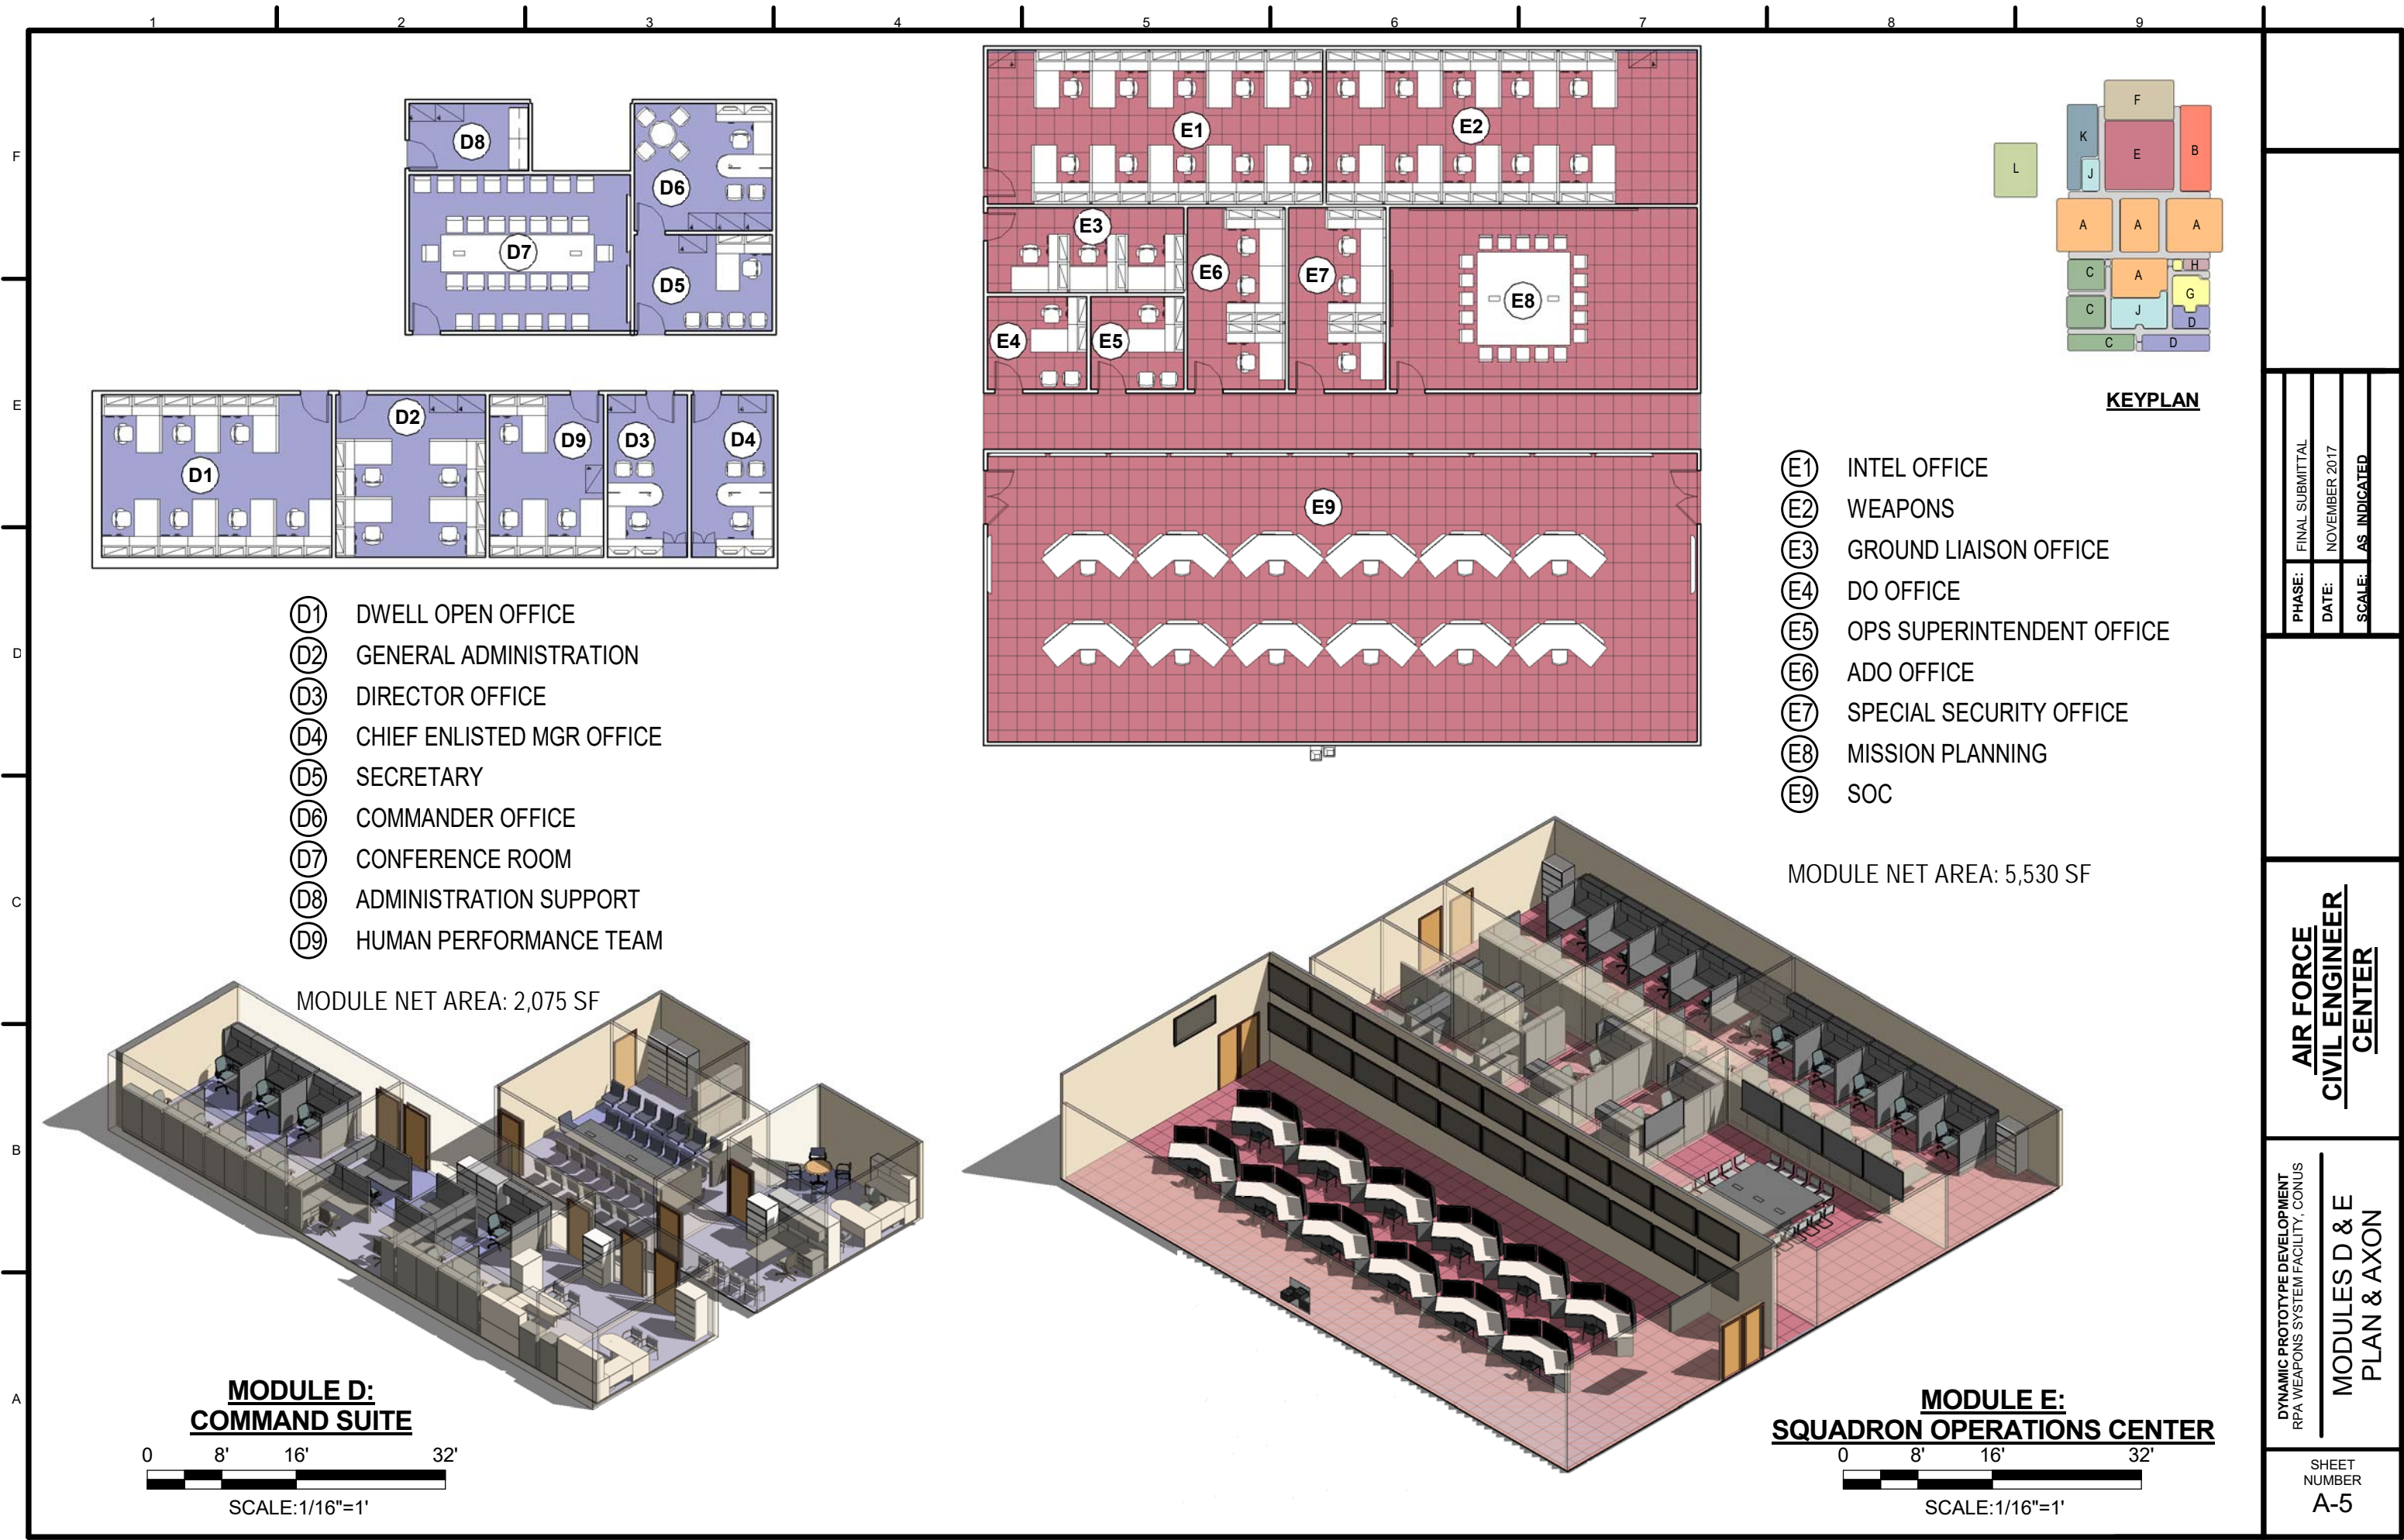 1 2 3 4 5 6 7 8 9
F
E
D
C
B
A
D8
D6
D7
D5
D2
D9
D3
D4
D1
D1 DWELL OPEN OFFICE
D2 GENERAL ADMINISTRATION
D3 DIRECTOR OFFICE
D4 CHIEF ENLISTED MGR OFFICE
D5 SECRETARY
D6 COMMANDER OFFICE
D7 CONFERENCE ROOM
D8 ADMINISTRATION SUPPORT
D9 HUMAN PERFORMANCE TEAM
MODULE NET AREA: 2,075 SF
MODULE D:
COMMAND SUITE
0 8' 16' 32'
SCALE:1/16"=1'
E1
E2
E3
E6
E7
E8
E4
E5
E9
F
K
E
B
J
L
A A A
C
A
H
G
C
J
D
C
D
KEYPLAN
E1 INTEL OFFICE
E2 WEAPONS
E3 GROUND LIAISON OFFICE
E4 DO OFFICE
E5 OPS SUPERINTENDENT OFFICE
E6 ADO OFFICE
E7 SPECIAL SECURITY OFFICE
E8 MISSION PLANNING
E9 SOC
MODULE NET AREA: 5,530 SF
MODULE E:
SQUADRON OPERATIONS CENTER
0 8' 16' 32'
SCALE:1/16"=1'
PHASE: FINAL SUBMITTAL
DATE: NOVEMBER 2017
SCALE: AS INDICATED
AIR FORCE
CIVIL ENGINEER
CENTER
DYNAMIC PROTOTYPE DEVELOPMENT
RPA WEAPONS SYSTEM FACILITY, CONUS
MODULES D & E
PLAN & AXON
SHEET
NUMBER
A-5